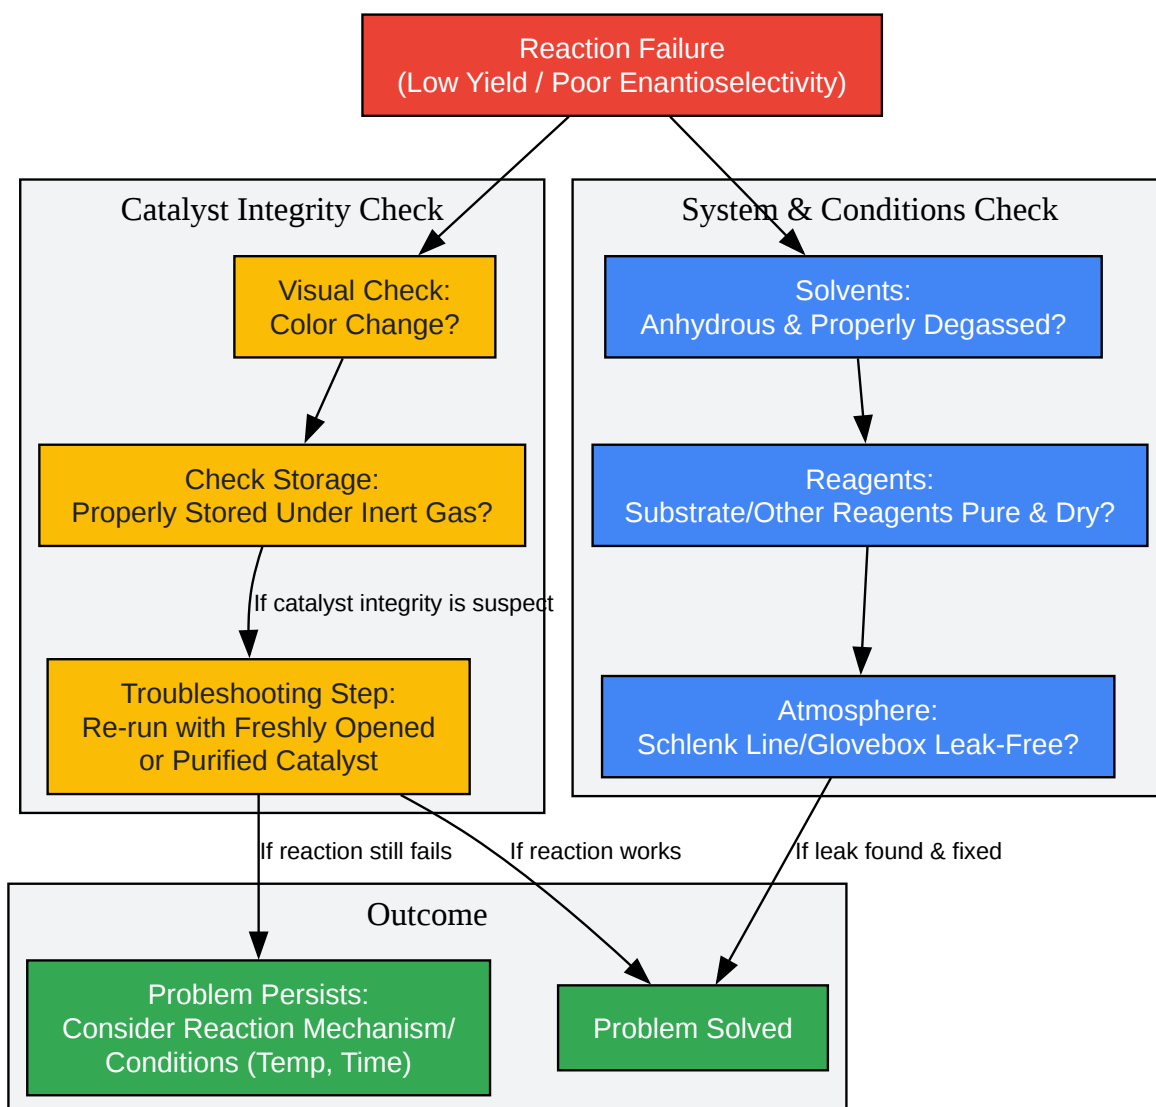 Reaction Failure
(Low Yield / Poor Enantioselectivity)
Catalyst Integrity Check
Visual Check:
Color Change?
Check Storage:
Properly Stored Under Inert Gas?
If catalyst integrity is suspect
Troubleshooting Step:
Re-run with Freshly Opened
or Purified Catalyst
System & Conditions Check
Solvents:
Anhydrous & Properly Degassed?
Reagents:
Substrate/Other Reagents Pure & Dry?
Atmosphere:
Schlenk Line/Glovebox Leak-Free?
If reaction still fails
If reaction works
If leak found & fixed
Outcome
Problem Persists:
Consider Reaction Mechanism/
Conditions (Temp, Time)
Problem Solved